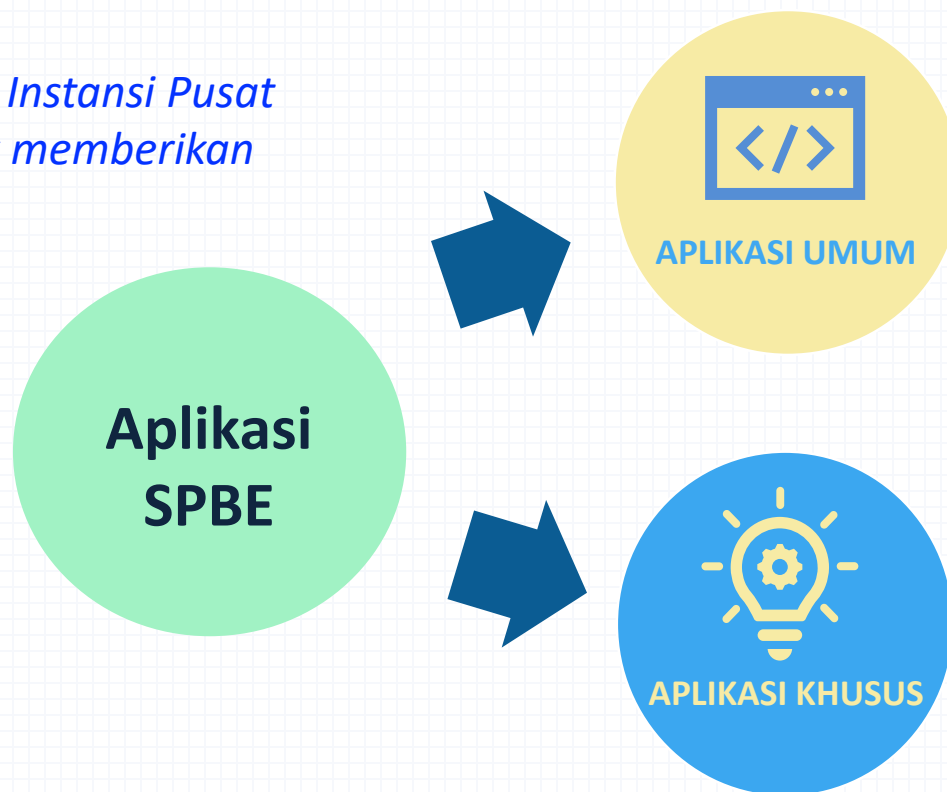 Instansi Pusat
memberikan
APLIKASI UMUM
Aplikasi
SPBE
APLIKASI KHUSUS